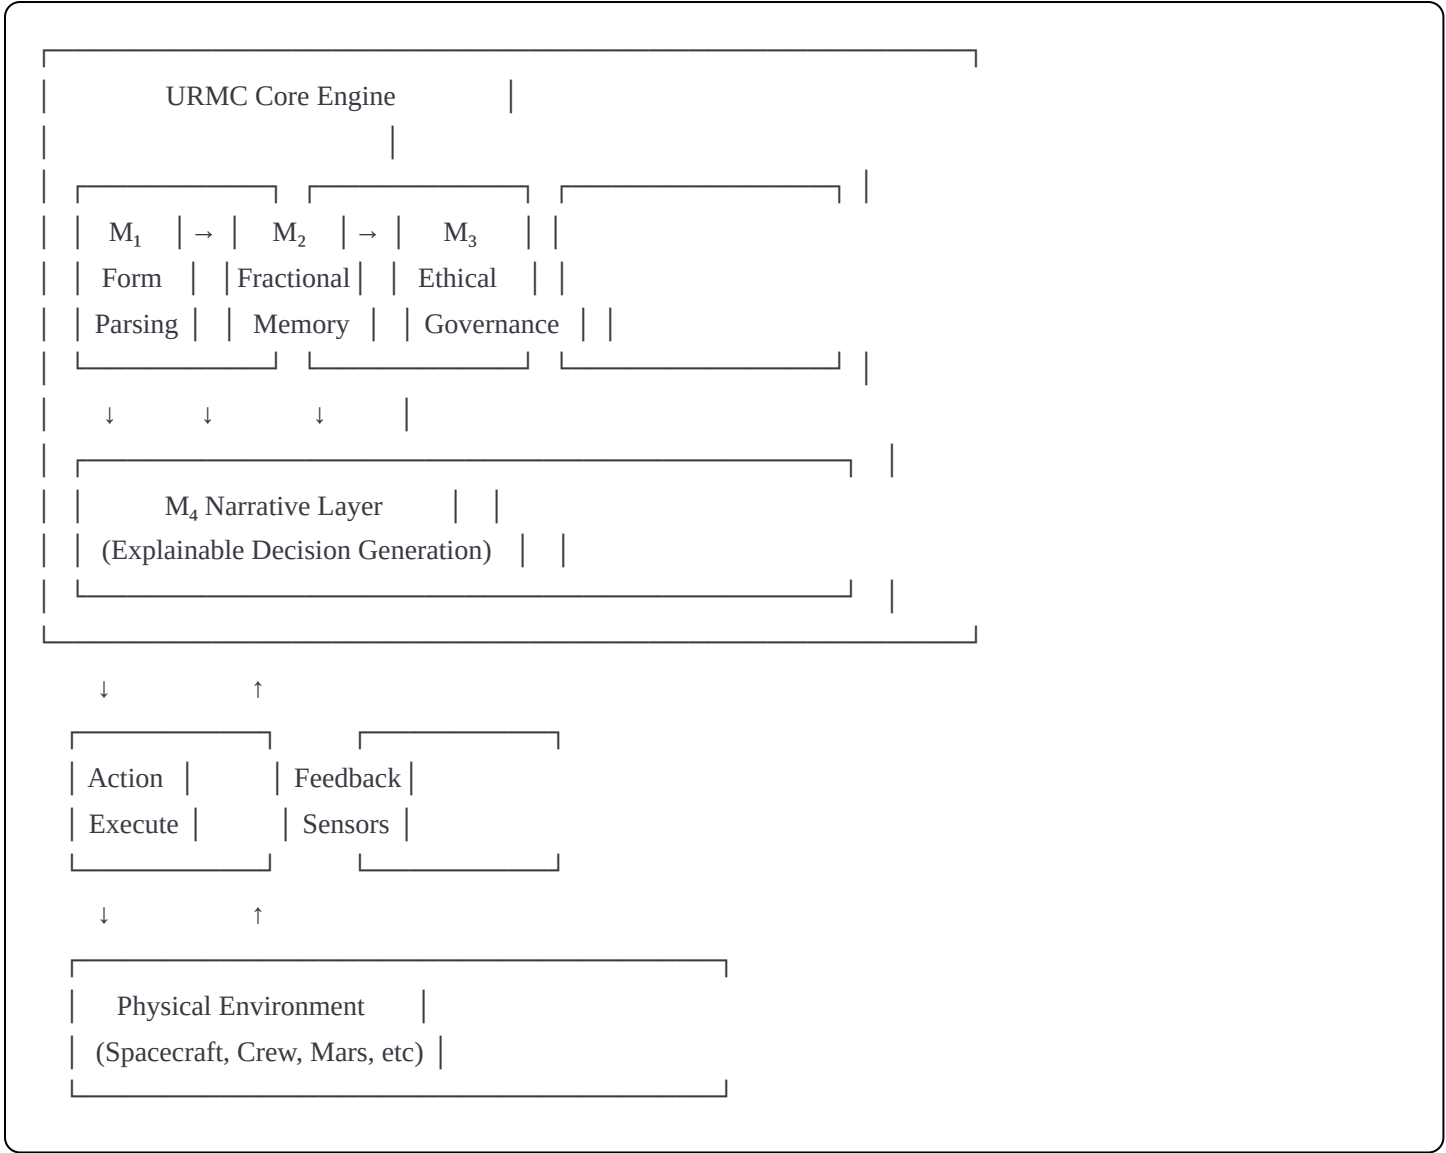 URMC Core Engine
M₁ → M₂ → M₃
Form Fractional Ethical
Parsing Memory Governance
↓ ↓ ↓
M₄ Narrative Layer
(Explainable Decision Generation)
↓ ↑
Action Feedback
Execute Sensors
↓ ↑
Physical Environment
(Spacecraft, Crew, Mars, etc)